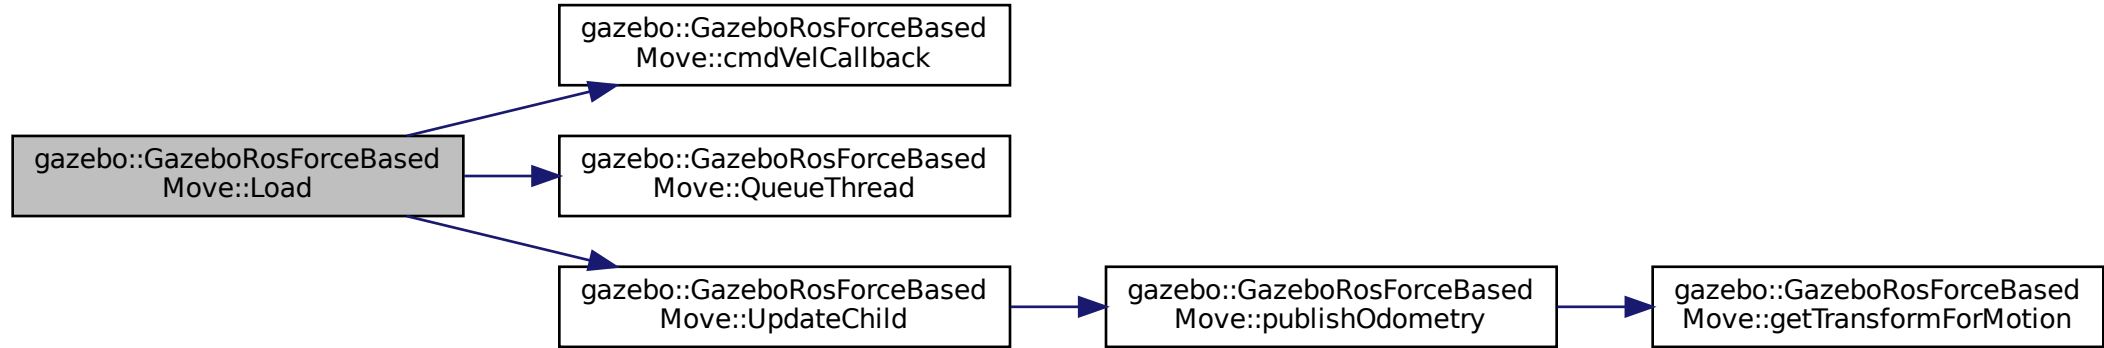 gazebo::GazeboRosForceBased
Move::Load
gazebo::GazeboRosForceBased
Move::cmdVelCallback
gazebo::GazeboRosForceBased
Move::QueueThread
gazebo::GazeboRosForceBased
Move::UpdateChild
gazebo::GazeboRosForceBased
Move::publishOdometry
gazebo::GazeboRosForceBased
Move::getTransformForMotion